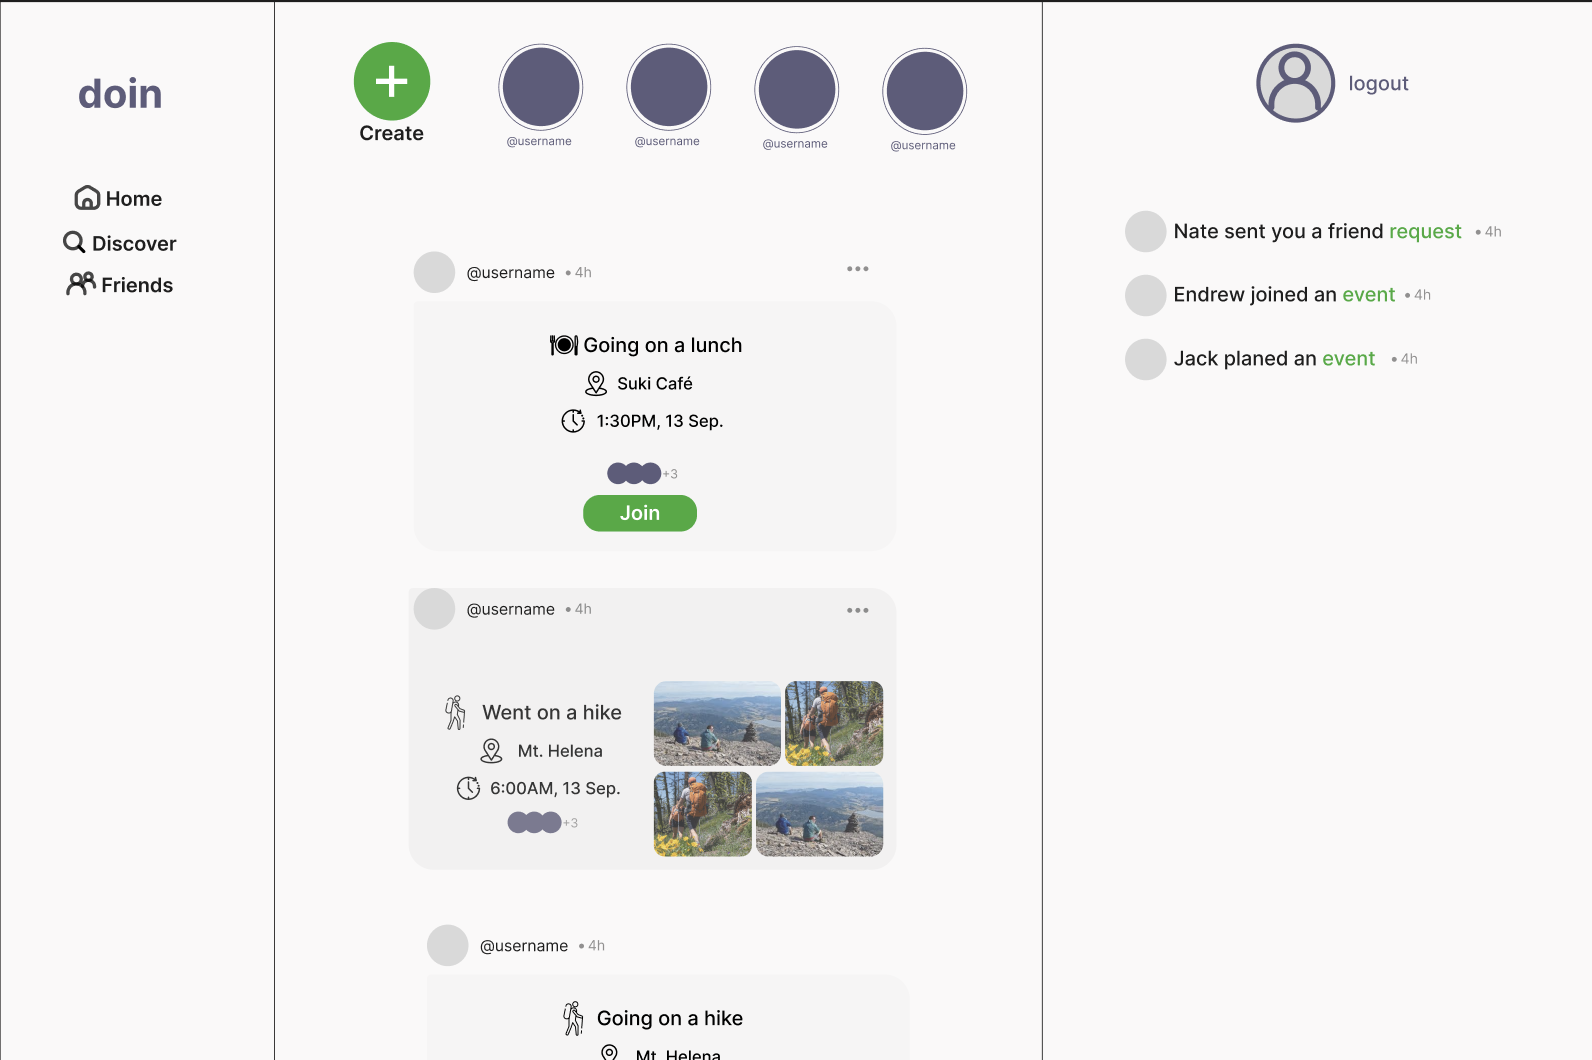 doin
Home
Discover
Friends
Create
@username
@username
@username
@username
@username • 4h
Going on a lunch
Suki Café
1:30PM, 13 Sep.
+3
Join
@username • 4h
Went on a hike
Mt. Helena
6:00AM, 13 Sep.
+3
@username • 4h
Going on a hike
Mt. Helena
logout
Nate sent you a friend request • 4h
Endrew joined an event • 4h
Jack planed an event • 4h